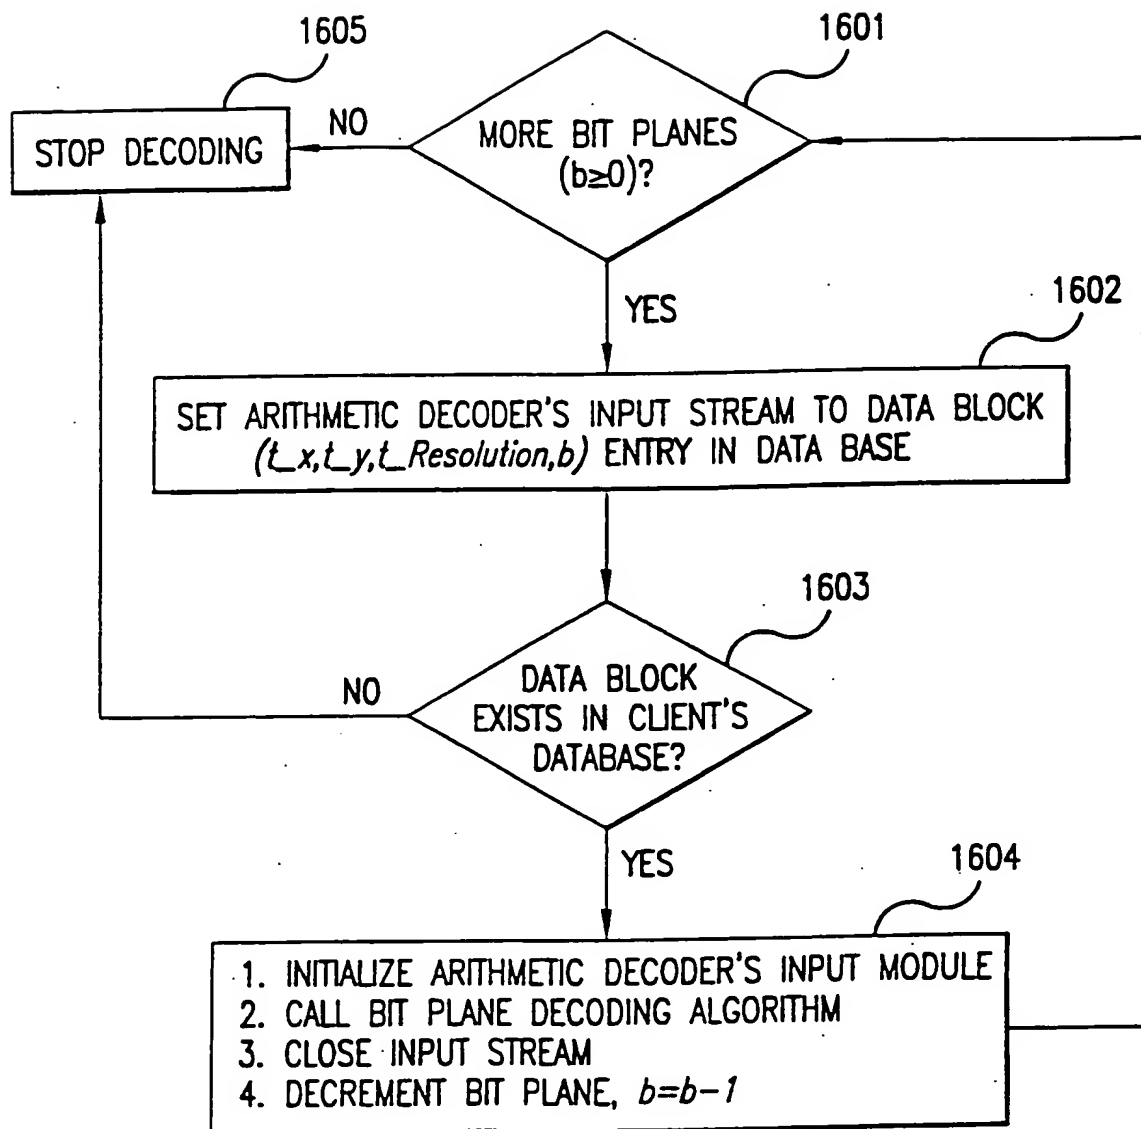 1605
1601
STOP DECODING
NO
MORE BIT PLANES
(b≥0)?
YES
1602
SET ARITHMETIC DECODER'S INPUT STREAM TO DATA BLOCK
(t_x,t_y,t_Resolution,b) ENTRY IN DATA BASE
1603
NO
DATA BLOCK
EXISTS IN CLIENT'S
DATABASE?
YES
1604
1. INITIALIZE ARITHMETIC DECODER'S INPUT MODULE
2. CALL BIT PLANE DECODING ALGORITHM
3. CLOSE INPUT STREAM
4. DECREMENT BIT PLANE, b=b-1